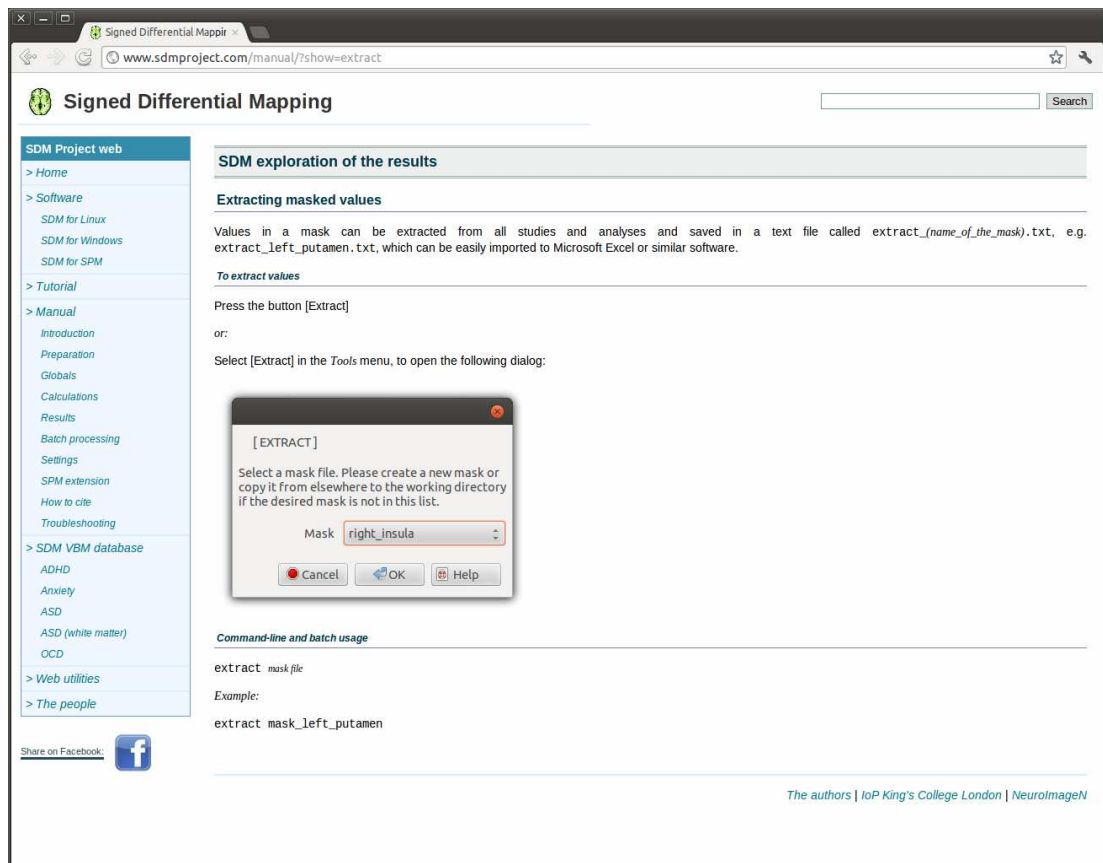 Signed Differential Mappir ×
www.sdmproject.com/manual/?show=extract
Signed Differential Mapping
Search
SDM Project web
> Home
> Software
SDM for Linux
SDM for Windows
SDM for SPM
> Tutorial
> Manual
Introduction
Preparation
Globals
Calculations
Results
Batch processing
Settings
SPM extension
How to cite
Troubleshooting
> SDM VBM database
ADHD
Anxiety
ASD
ASD (white matter)
OCD
> Web utilities
> The people
Share on Facebook:
SDM exploration of the results
Extracting masked values
Values in a mask can be extracted from all studies and analyses and saved in a text file called extract_(name_of_the_mask).txt, e.g.
extract_left_putamen.txt, which can be easily imported to Microsoft Excel or similar software.
To extract values
Press the button [Extract]
or:
Select [Extract] in the Tools menu, to open the following dialog:
[ EXTRACT ]
Select a mask file. Please create a new mask or
copy it from elsewhere to the working directory
if the desired mask is not in this list.
Mask right_insula
Cancel OK Help
Command-line and batch usage
extract mask file
Example:
extract mask_left_putamen
The authors | IoP King's College London | NeuroImageN